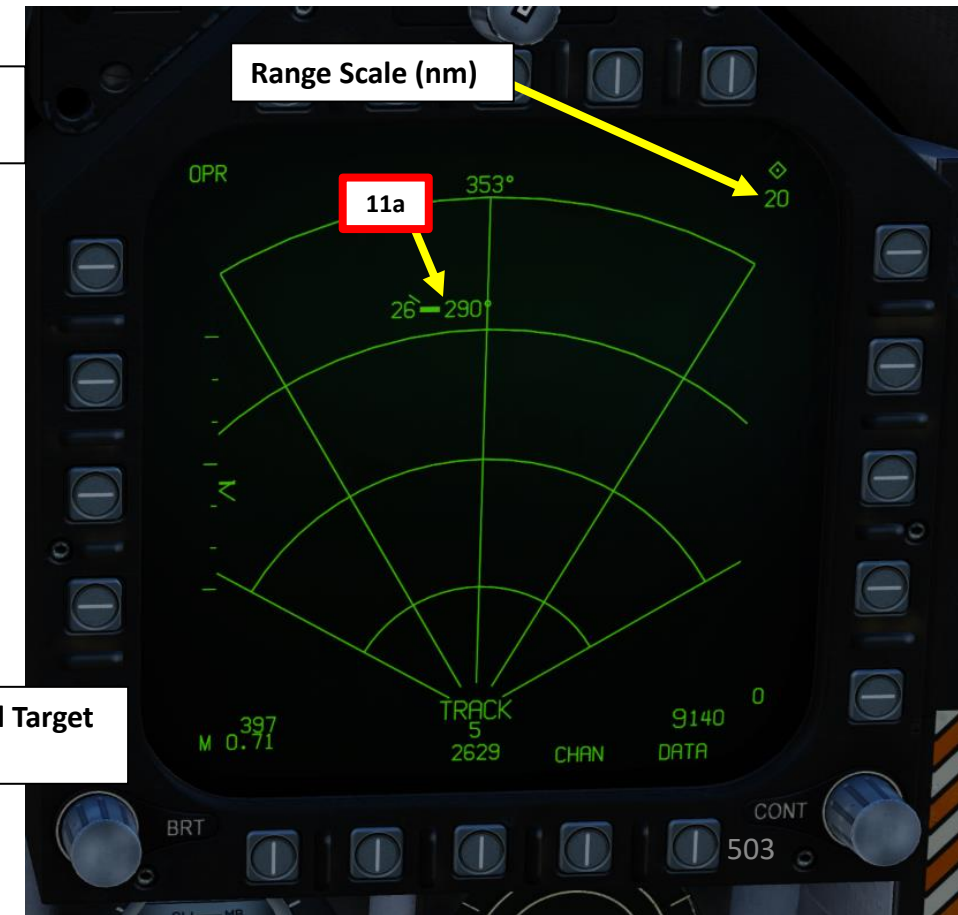 Range Scale (nm)
OPR
353°
20
11a
26
290°
d Target
397
M 0.71
TRACK
5
2629
CHAN
9140
DATA
0
BRT
CONT
503